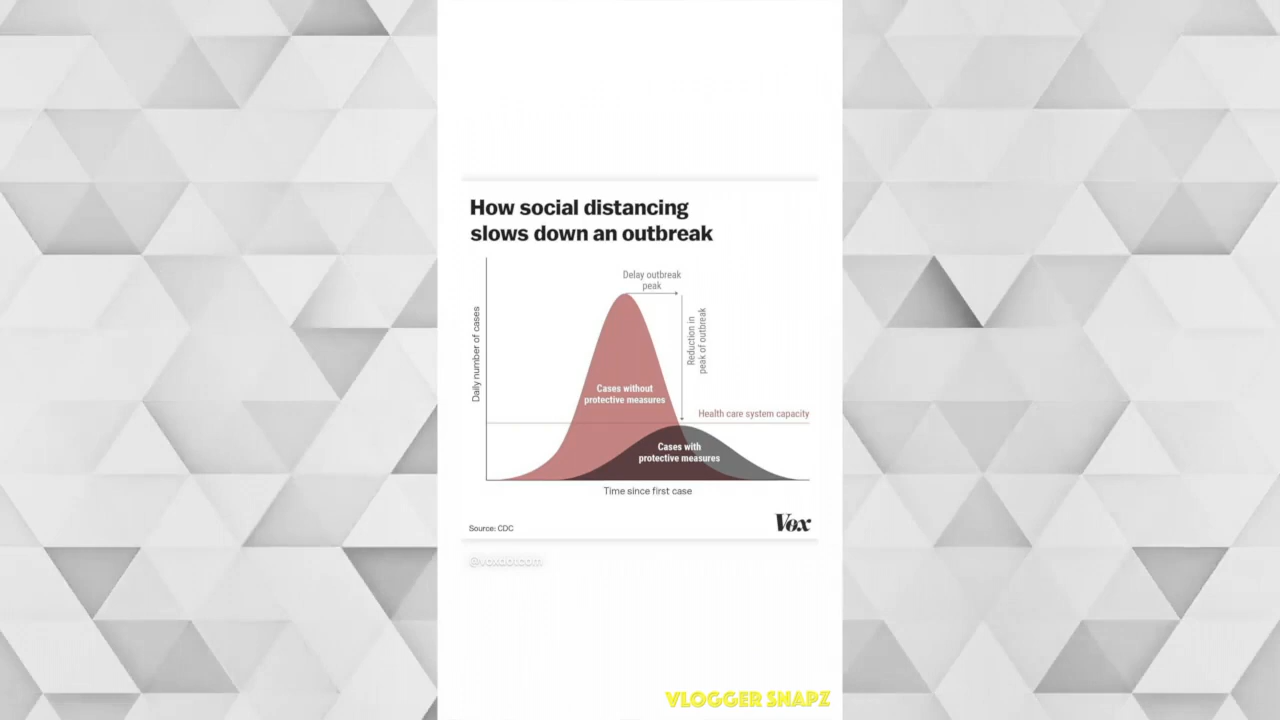 How social distancing
slows down an outbreak
Delay outbreak
peak
Reduction in
peak of outbreak
Daily number of cases
Cases without
protective measures
Health care system capacity
Cases with
protective measures
Time since first case
Source: CDC
Vox
@voxdotcom
VLOGGER SNAPZ